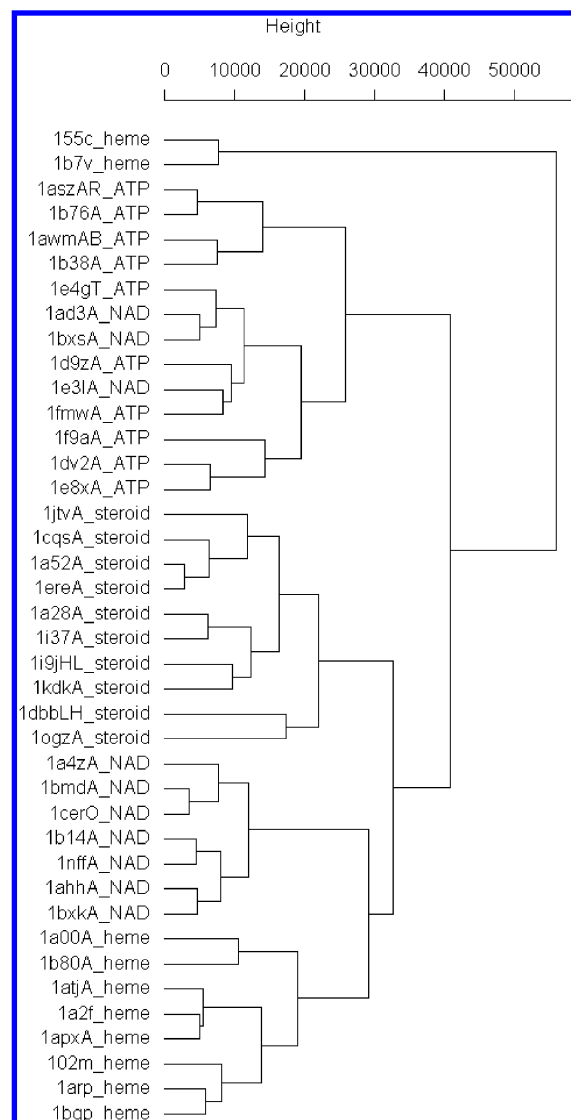 Height
0 10000 20000 30000 40000 50000
155c_heme
1b7v_heme
1aszAR_ATP
1b76A_ATP
1awmAB_ATP
1b38A_ATP
1e4gT_ATP
1ad3A_NAD
1bxsA_NAD
1d9zA_ATP
1e3lA_NAD
1fmwA_ATP
1f9aA_ATP
1dv2A_ATP
1e8xA_ATP
1jtvA_steroid
1cqsA_steroid
1a52A_steroid
1ereA_steroid
1a28A_steroid
1i37A_steroid
1i9jHL_steroid
1kdkA_steroid
1dbbLH_steroid
1ogzA_steroid
1a4zA_NAD
1bmdA_NAD
1cerO_NAD
1b14A_NAD
1nffA_NAD
1ahhA_NAD
1bxkA_NAD
1a00A_heme
1b80A_heme
1atjA_heme
1a2f_heme
1apxA_heme
102m_heme
1arp_heme
1bgp_heme